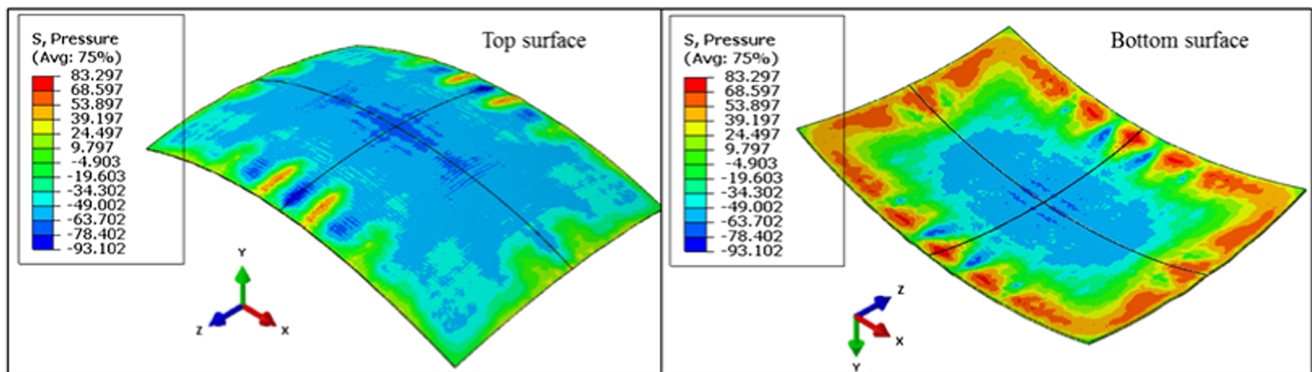 S, Pressure
(Avg: 75%)
83.297
68.597
53.897
39.197
24.497
9.797
-4.903
-19.603
-34.302
-49.002
-63.702
-78.402
-93.102
Top surface
Y
Z
X
S, Pressure
(Avg: 75%)
83.297
68.597
53.897
39.197
24.497
9.797
-4.903
-19.603
-34.302
-49.002
-63.702
-78.402
-93.102
Bottom surface
Z
X
Y